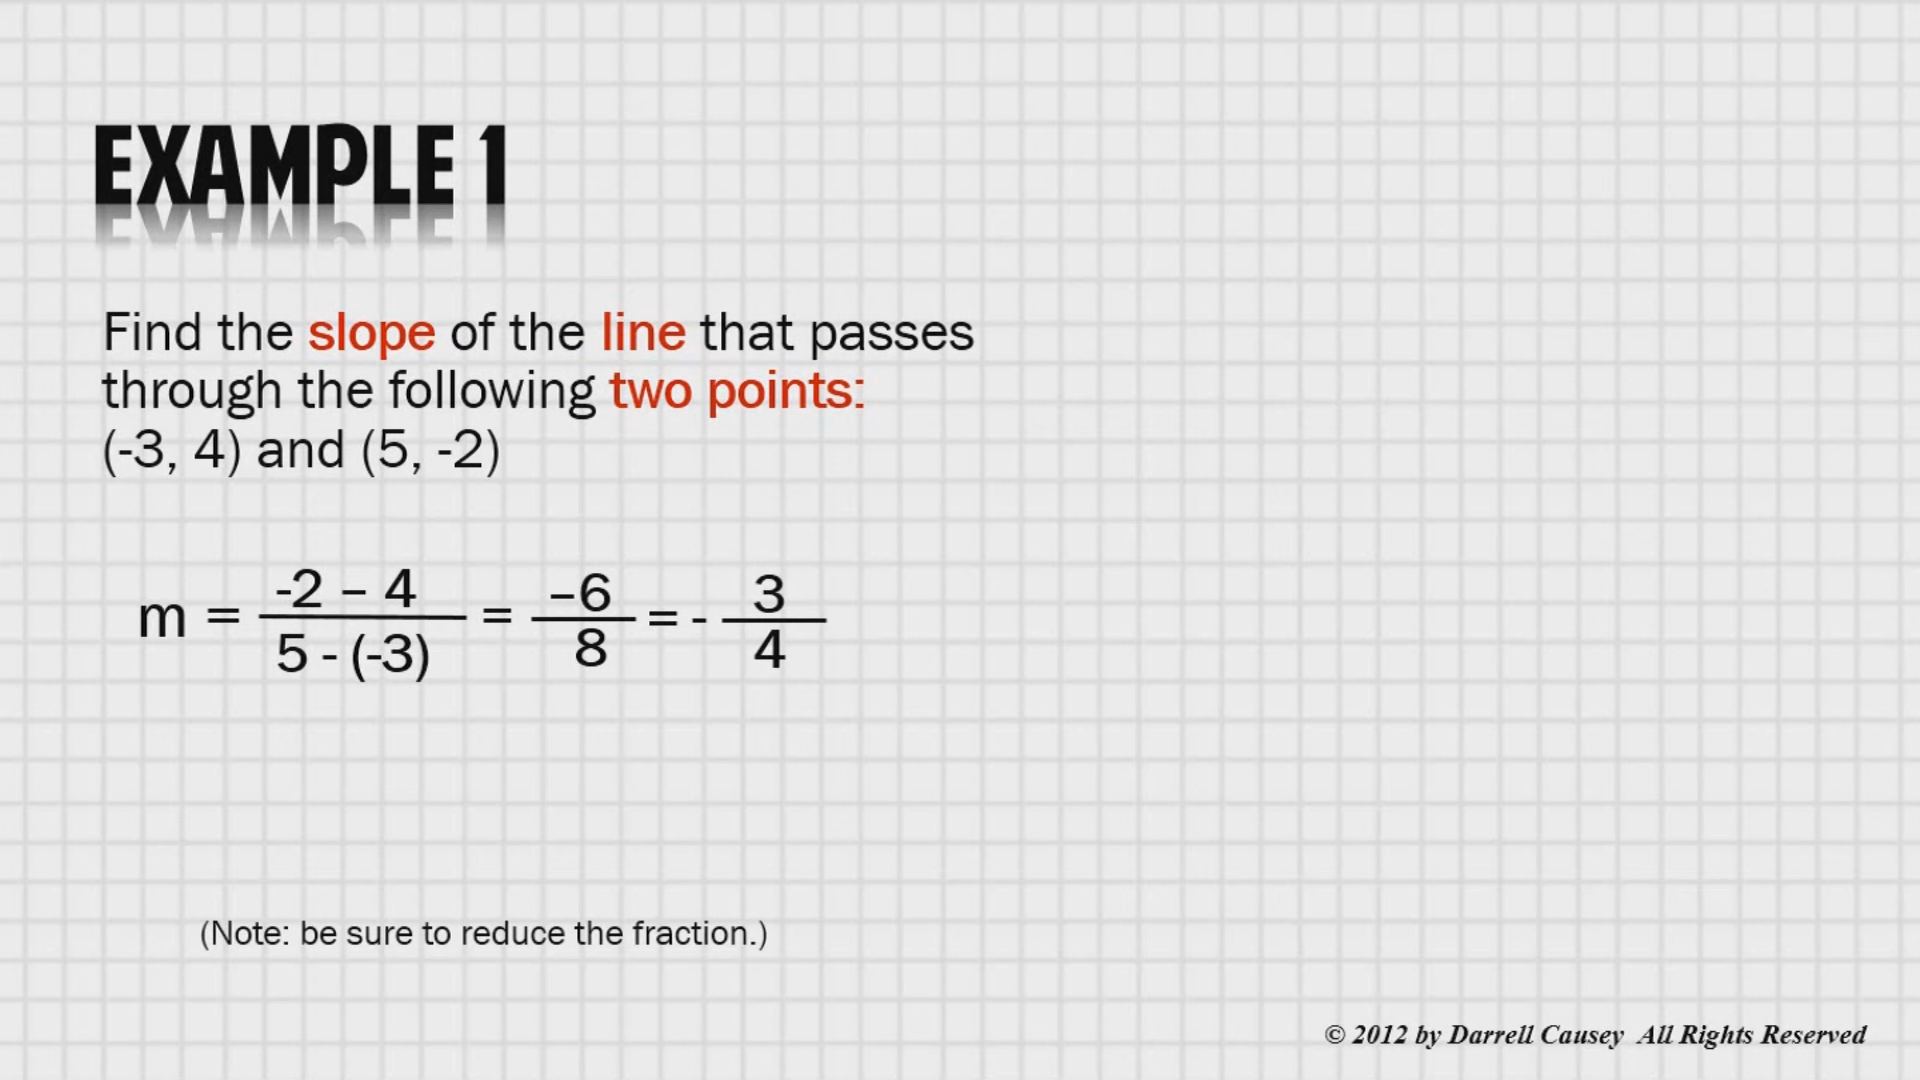 EXAMPLE 1
Find the slope of the line that passes
through the following two points:
(-3, 4) and (5, -2)
m = -2 – 4 / 5 - (-3) = –6 / 8 = - 3 / 4
(Note: be sure to reduce the fraction.)
© 2012 by Darrell Causey All Rights Reserved